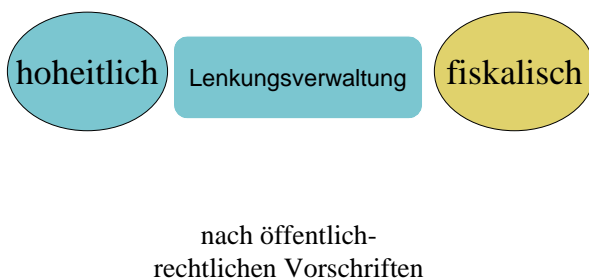 hoheitlich
Lenkungsverwaltung
fiskalisch
nach öffentlich-
rechtlichen Vorschriften